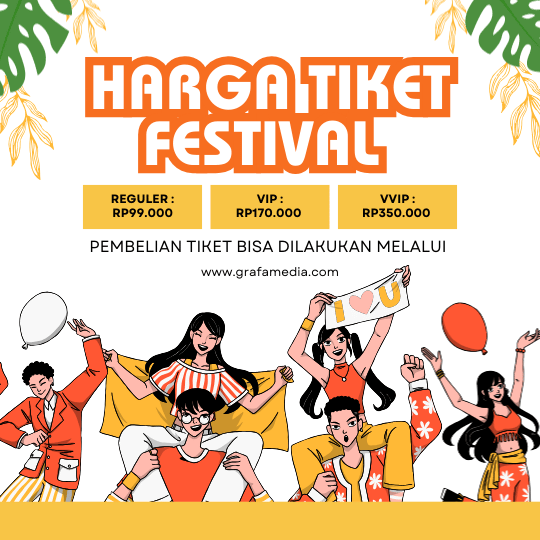 HARGA TIKET
FESTIVAL
REGULER :
RP99.000
VIP :
RP170.000
VVIP :
RP350.000
PEMBELIAN TIKET BISA DILAKUKAN MELALUI
www.grafamedia.com
I U